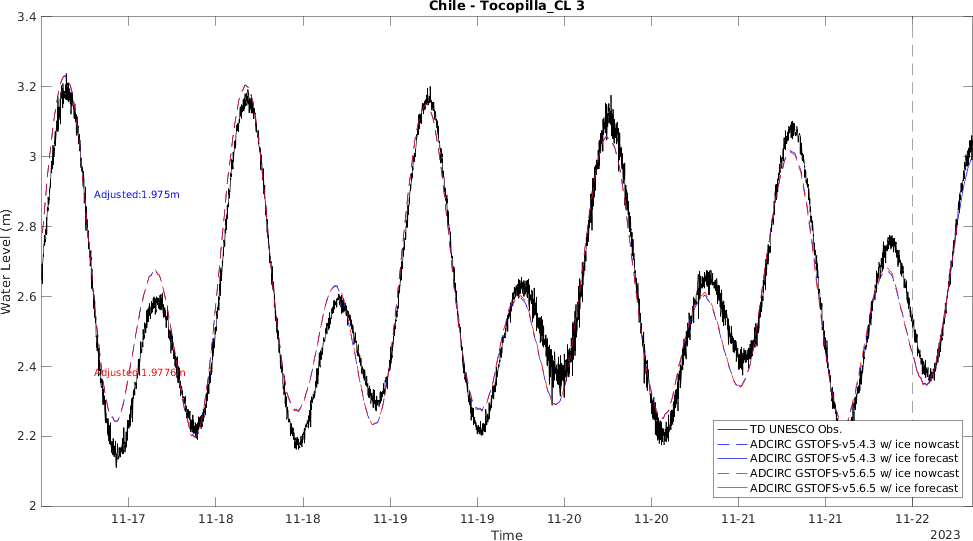 Chile - Tocopilla_CL 3
3.4
3.2
3
2.8
2.6
2.4
2.2
2
Water Level (m)
Adjusted:1.975m
Adjusted:1.9776m
TD UNESCO Obs.
ADCIRC GSTOFS-v5.4.3 w/ ice nowcast
ADCIRC GSTOFS-v5.4.3 w/ ice forecast
ADCIRC GSTOFS-v5.6.5 w/ ice nowcast
ADCIRC GSTOFS-v5.6.5 w/ ice forecast
11-17 11-18 11-18 11-19 11-19 11-20 11-20 11-21 11-21 11-22
Time
2023